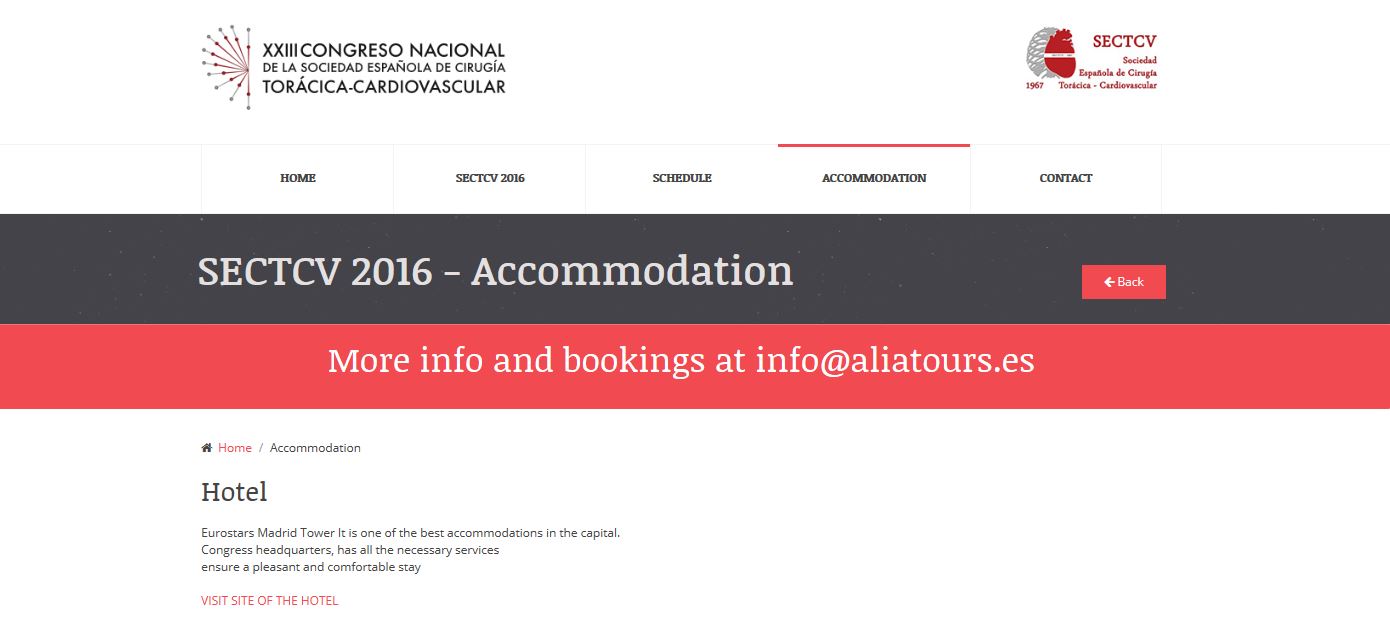 XXIII CONGRESO NACIONAL
DE LA SOCIEDAD ESPAÑOLA DE CIRUGÍA
TORÁCICA-CARDIOVASCULAR
SECTCV
Sociedad
Española de Cirugía
1967 Torácica - Cardiovascular
HOME
SECTCV 2016
SCHEDULE
ACCOMMODATION
CONTACT
SECTCV 2016 - Accommodation
Back
More info and bookings at info@aliatours.es
Home / Accommodation
Hotel
Eurostars Madrid Tower It is one of the best accommodations in the capital.
Congress headquarters, has all the necessary services
ensure a pleasant and comfortable stay
VISIT SITE OF THE HOTEL